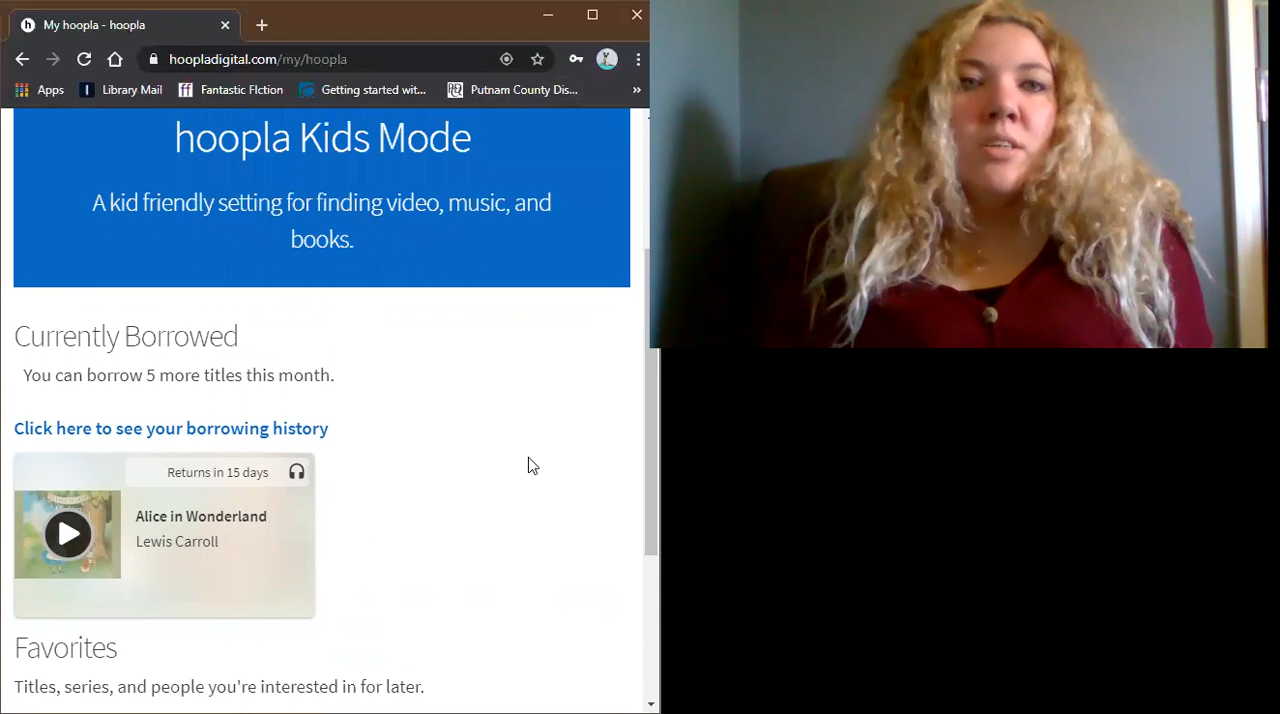 My hoopla - hoopla
hoopladigital.com/my/hoopla
Apps
Library Mail
Fantastic FIction
Getting started wit...
Putnam County Dis...
hoopla Kids Mode
A kid friendly setting for finding video, music, and
books.
Currently Borrowed
You can borrow 5 more titles this month.
Click here to see your borrowing history
Returns in 15 days
Alice in Wonderland
Lewis Carroll
Favorites
Titles, series, and people you're interested in for later.